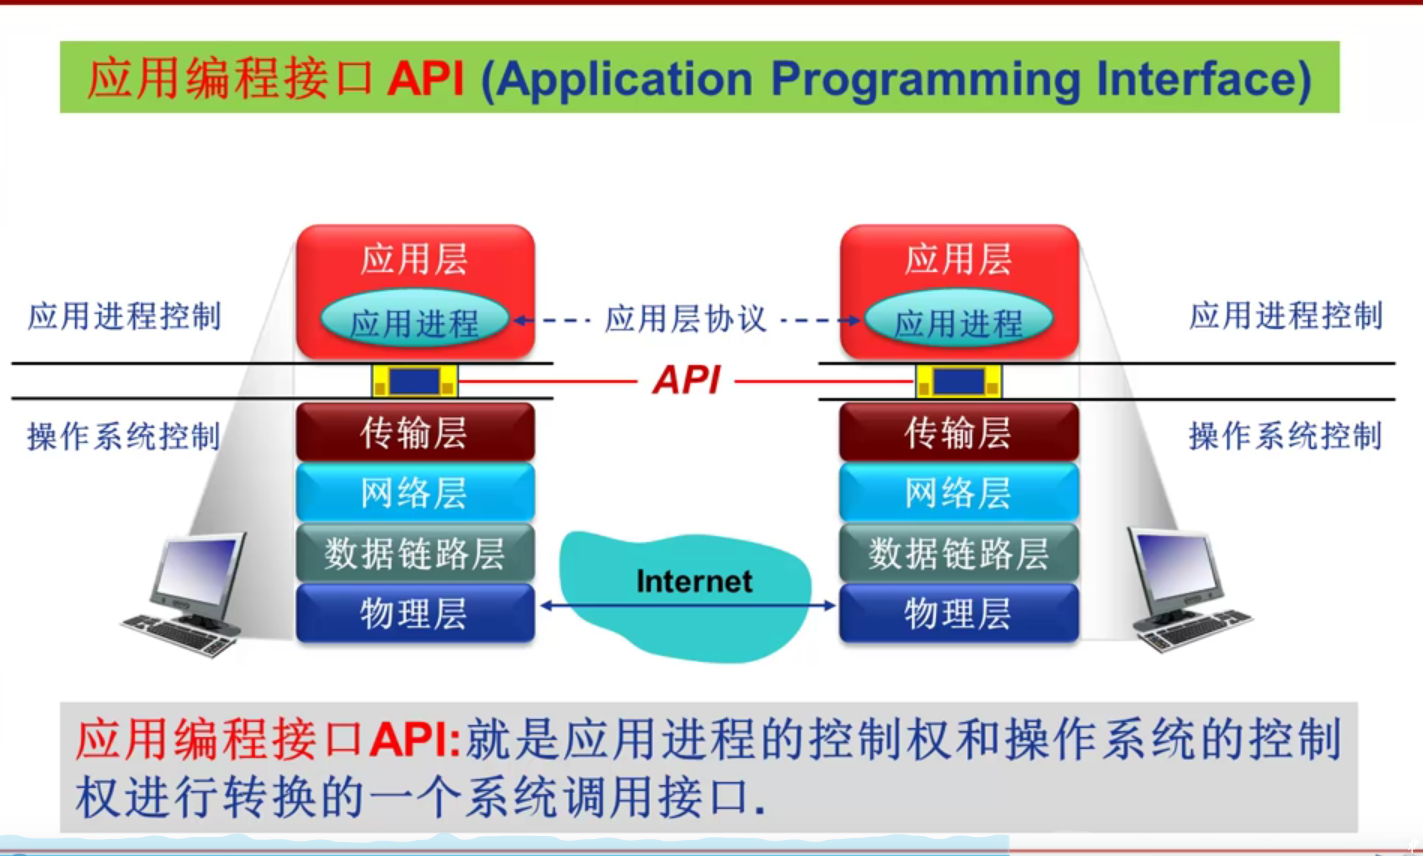 应用编程接口 API (Application Programming Interface)
应用层
应用层
应用进程控制
应用进程
应用层协议
应用进程
应用进程控制
API
操作系统控制
传输层
传输层
操作系统控制
网络层
网络层
数据链路层
数据链路层
Internet
物理层
物理层
应用编程接口API:就是应用进程的控制权和操作系统的控制
权进行转换的一个系统调用接口.